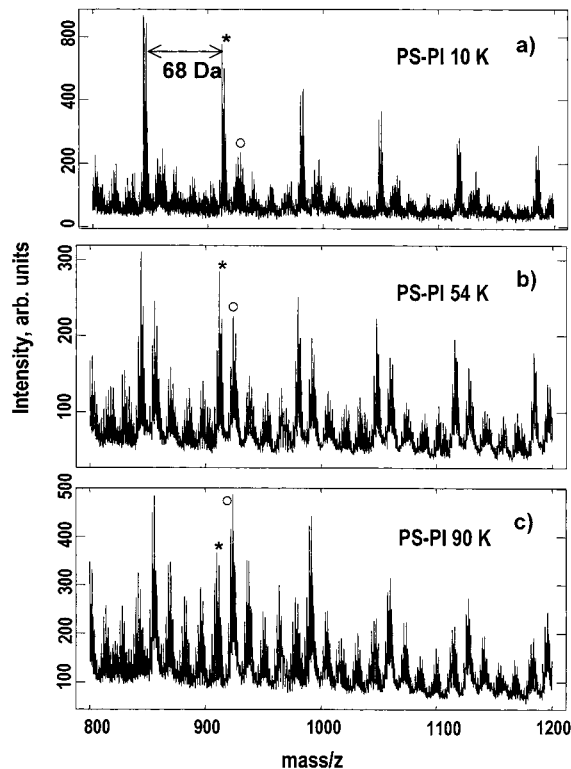 800
600
400
200
0
*
68 Da
PS-PI 10 K
a)
300
200
100
*
PS-PI 54 K
b)
Intensity, arb. units
500
400
300
200
100
*
PS-PI 90 K
c)
800
900
1000
1100
1200
mass/z